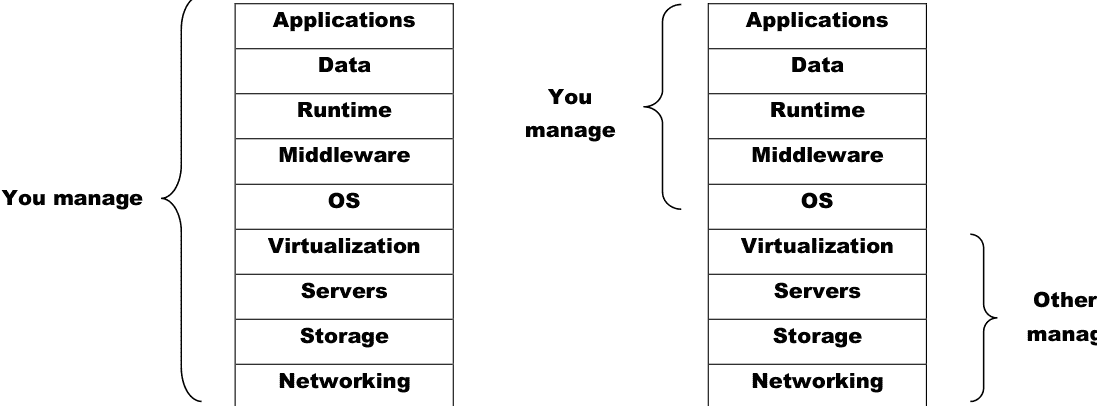 You manage
Applications
Data
Runtime
Middleware
OS
Virtualization
Servers
Storage
Networking
You
manage
Applications
Data
Runtime
Middleware
OS
Virtualization
Servers
Storage
Networking
Other
manag